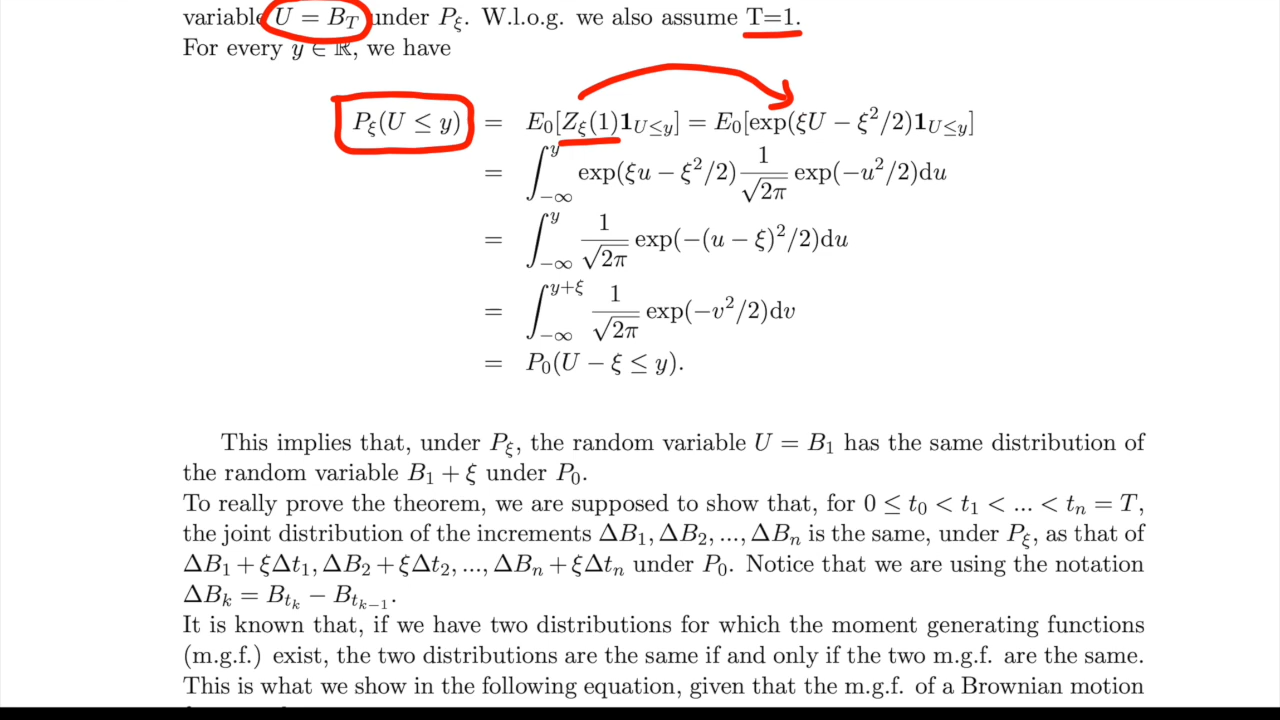 variable U = B_T under P_ξ. W.l.o.g. we also assume T=1.
For every y ∈ ℝ, we have
P_ξ(U ≤ y) = E_0[Z_ξ(1)1_{U≤y}] = E_0[exp(ξU − ξ²/2)1_{U≤y}]
= ∫_{−∞}^{y} exp(ξu − ξ²/2) \frac{1}{\sqrt{2π}} exp(−u²/2)du
= ∫_{−∞}^{y} \frac{1}{\sqrt{2π}} exp(−(u − ξ)²/2)du
= ∫_{−∞}^{y+ξ} \frac{1}{\sqrt{2π}} exp(−v²/2)dv
= P_0(U − ξ ≤ y).
This implies that, under P_ξ, the random variable U = B_1 has the same distribution of
the random variable B_1 + ξ under P_0.
To really prove the theorem, we are supposed to show that, for 0 ≤ t_0 < t_1 < ... < t_n = T,
the joint distribution of the increments ΔB_1, ΔB_2, ..., ΔB_n is the same, under P_ξ, as that of
ΔB_1 + ξΔt_1, ΔB_2 + ξΔt_2, ..., ΔB_n + ξΔt_n under P_0. Notice that we are using the notation
ΔB_k = B_{t_k} − B_{t_{k−1}}.
It is known that, if we have two distributions for which the moment generating functions
(m.g.f.) exist, the two distributions are the same if and only if the two m.g.f. are the same.
This is what we show in the following equation, given that the m.g.f. of a Brownian motion